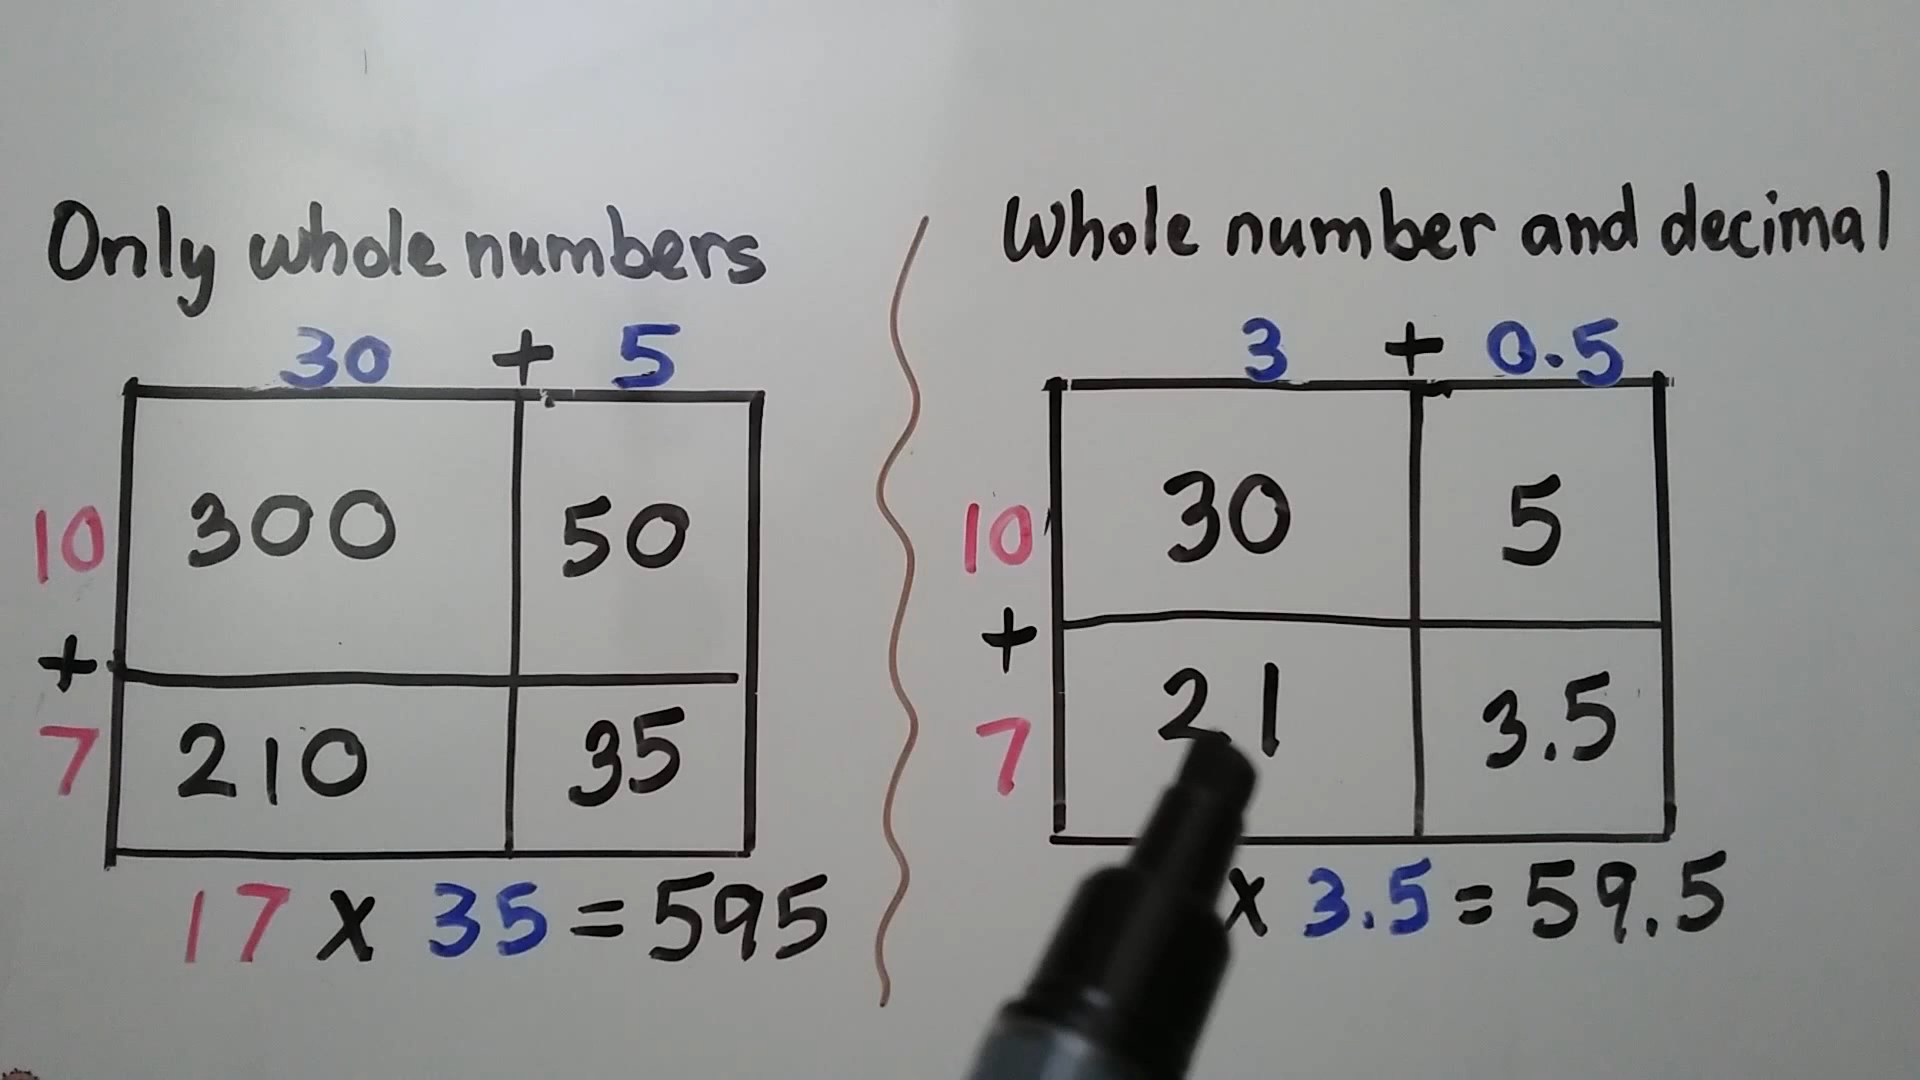 Only whole numbers
30 + 5
10 300 50
+
7 210 35
17 x 35 = 595
Whole number and decimal
3 + 0.5
10 30 5
+
7 21 3.5
x 3.5 = 59.5